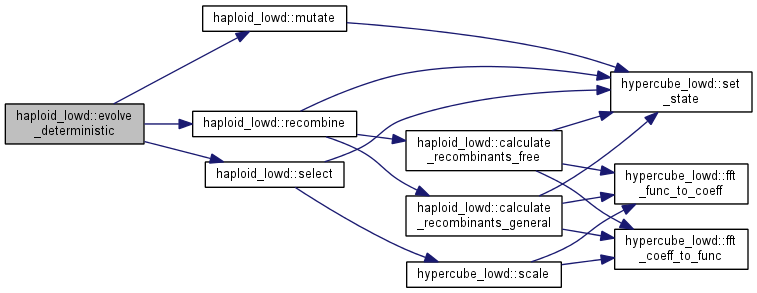 haploid_lowd::mutate
haploid_lowd::evolve
_deterministic
haploid_lowd::recombine
haploid_lowd::select
haploid_lowd::calculate
_recombinants_free
haploid_lowd::calculate
_recombinants_general
hypercube_lowd::scale
hypercube_lowd::set
_state
hypercube_lowd::fft
_func_to_coeff
hypercube_lowd::fft
_coeff_to_func